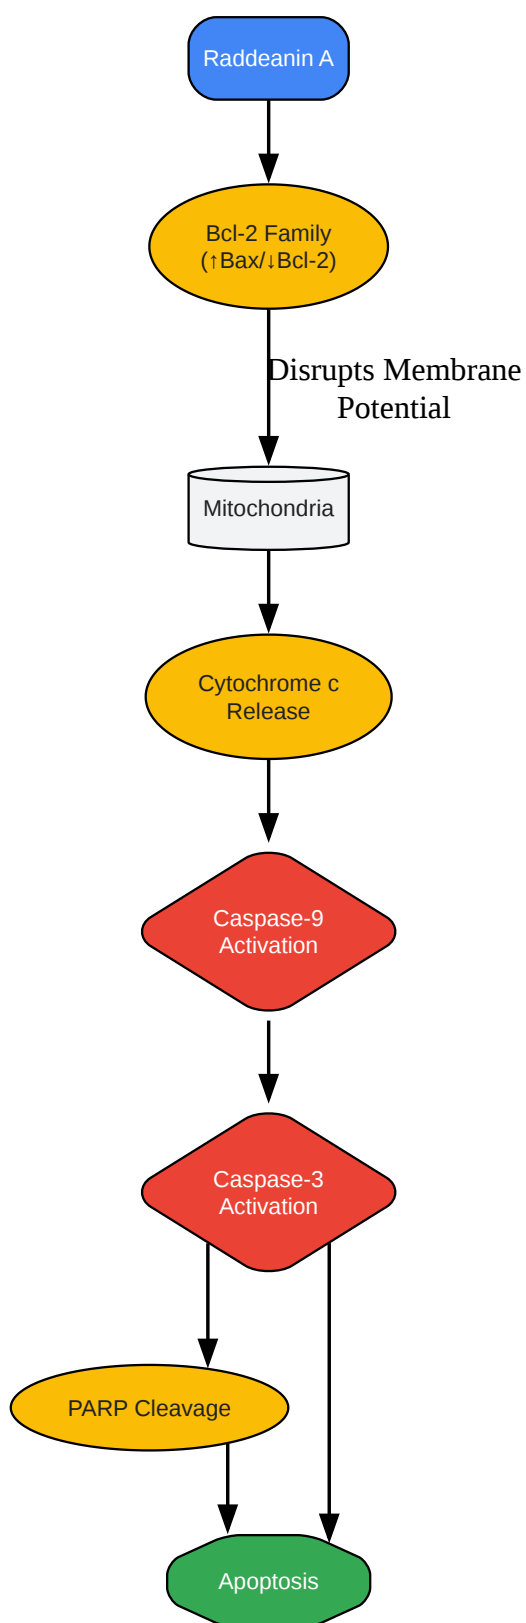 Raddeanin A
Bcl-2 Family
(↑Bax/↓Bcl-2)
Disrupts Membrane
Potential
Mitochondria
Cytochrome c
Release
Caspase-9
Activation
Caspase-3
Activation
PARP Cleavage
Apoptosis